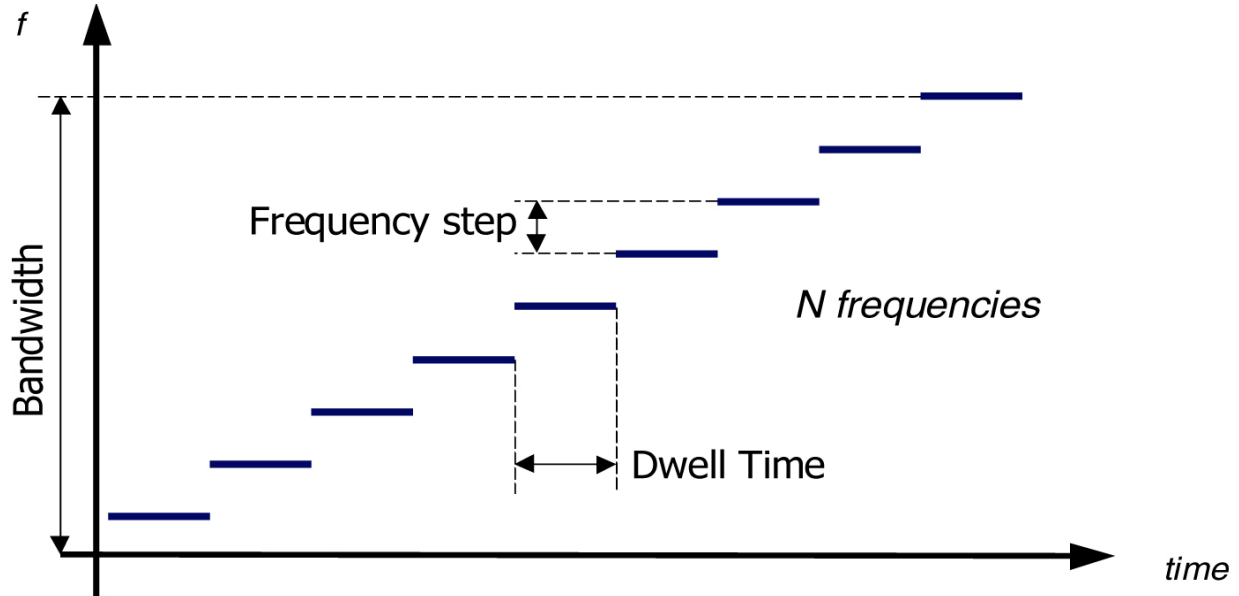 f
Frequency step
N frequencies
Bandwidth
Dwell Time
time